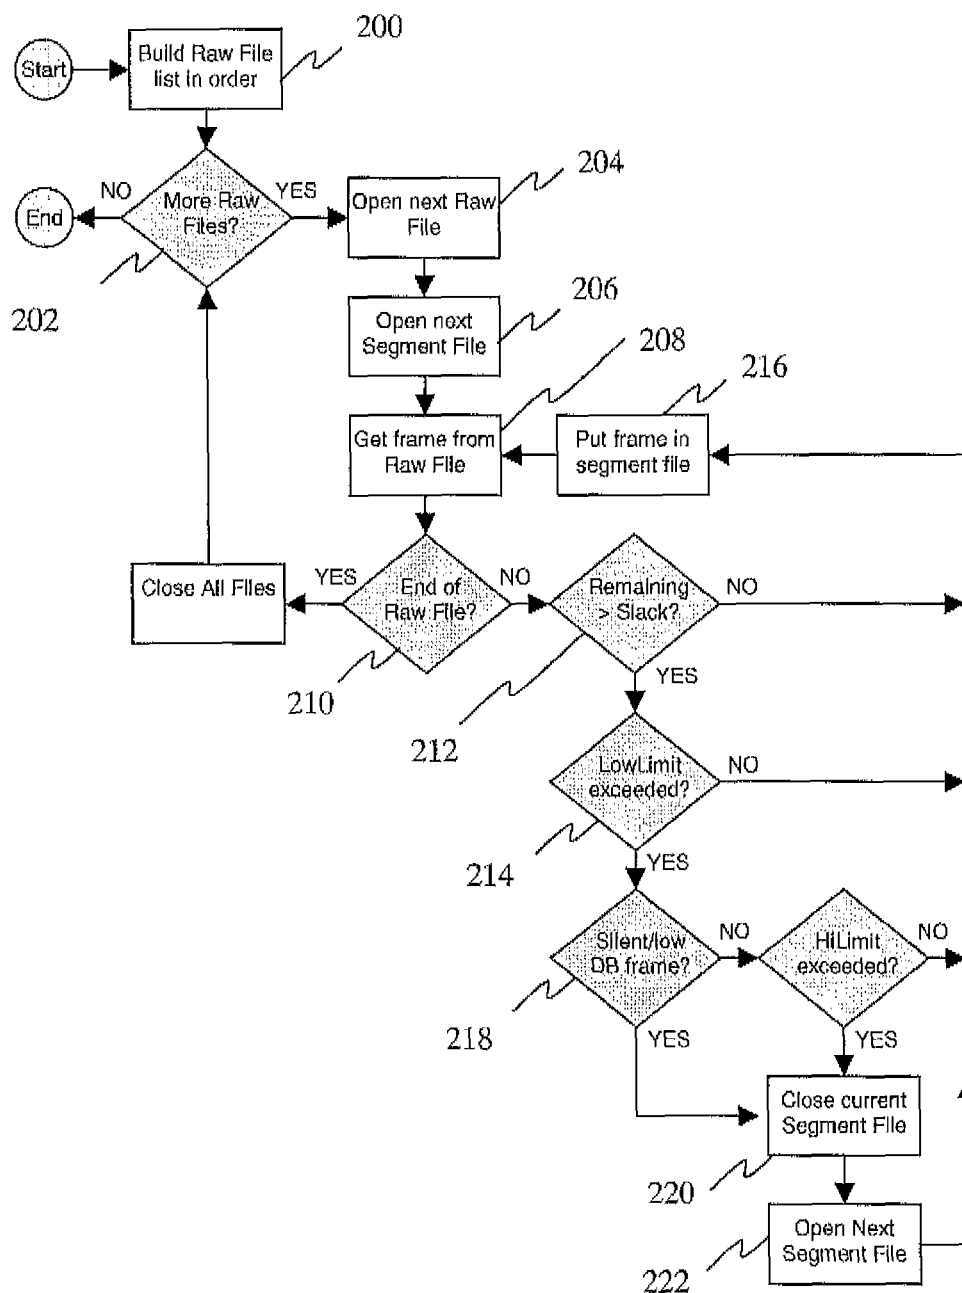 200
Build Raw File
list in order
Start
204
NO
YES
More Raw
Files?
Open next Raw
File
End
202
206
Open next
Segment File
208
216
Get frame from
Raw File
Put frame in
segment file
Close All Files
YES
End of
Raw File?
NO
Remaining
> Slack?
NO
210
212
YES
LowLimit
exceeded?
NO
214
YES
Silent/low
DB frame?
NO
HiLimit
exceeded?
NO
218
YES
YES
Close current
Segment File
220
Open Next
Segment File
222